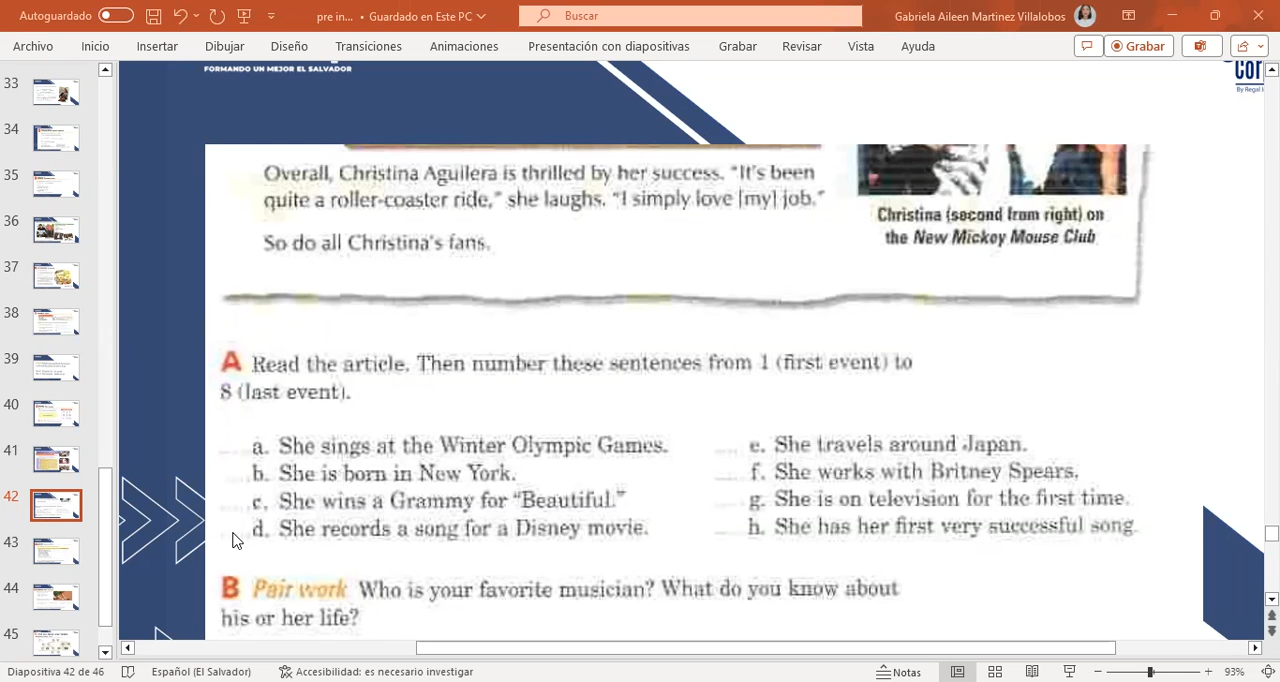 Autoguardado
pre in... • Guardado en Este PC
Buscar
Gabriela Aileen Martinez Villalobos
Archivo Inicio Insertar Dibujar Diseño Transiciones Animaciones Presentación con diapositivas Grabar Revisar Vista Ayuda
Grabar
33
34
35
36
37
38
39
40
41
42
43
44
45
FORMANDO UN MEJOR EL SALVADOR
cor
By Regal
Overall, Christina Aguilera is thrilled by her success. "It's been
quite a roller-coaster ride," she laughs. "I simply love [my] job."
So do all Christina's fans.
Christina (second from right) on
the New Mickey Mouse Club
A Read the article. Then number these sentences from 1 (first event) to
8 (last event).
a. She sings at the Winter Olympic Games.
b. She is born in New York.
c. She wins a Grammy for "Beautiful."
d. She records a song for a Disney movie.
e. She travels around Japan.
f. She works with Britney Spears.
g. She is on television for the first time.
h. She has her first very successful song.
B Pair work Who is your favorite musician? What do you know about
his or her life?
Diapositiva 42 de 46
Español (El Salvador)
Accesibilidad: es necesario investigar
Notas
93%